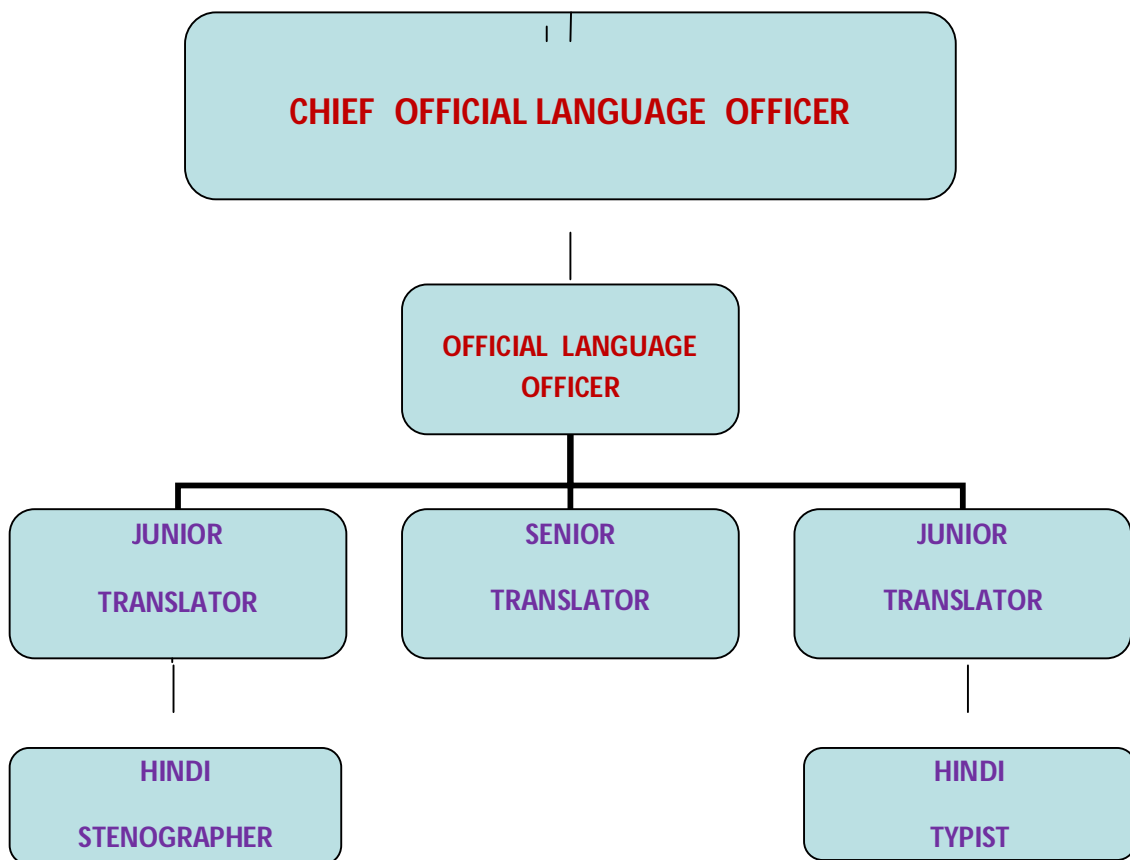 CHIEF OFFICIAL LANGUAGE OFFICER
OFFICIAL LANGUAGE
OFFICER
JUNIOR
TRANSLATOR
SENIOR
TRANSLATOR
JUNIOR
TRANSLATOR
HINDI
STENOGRAPHER
HINDI
TYPIST